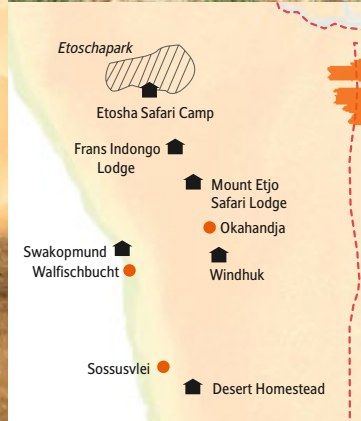 Etoschapark
Etosha Safari Camp
Frans Indongo
Lodge
Mount Etjo
Safari Lodge
Okahandja
Swakopmund
Walfischbucht
Windhuk
Sossusvlei
Desert Homestead